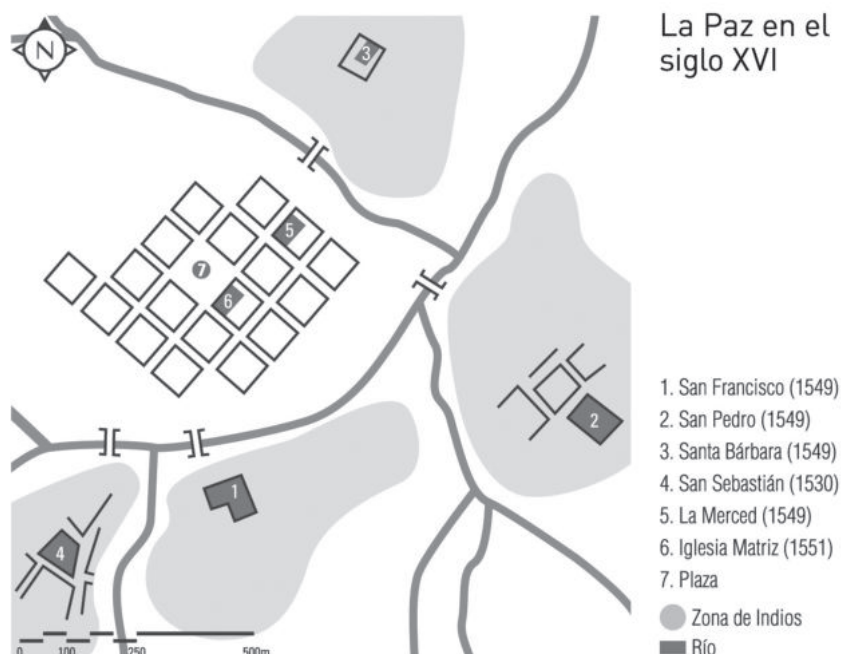 La Paz en el
siglo XVI
N
3
5
7
6
2
1
4
0 100 250 500m
1. San Francisco (1549)
2. San Pedro (1549)
3. Santa Bárbara (1549)
4. San Sebastián (1530)
5. La Merced (1549)
6. Iglesia Matriz (1551)
7. Plaza
Zona de Indios
Río